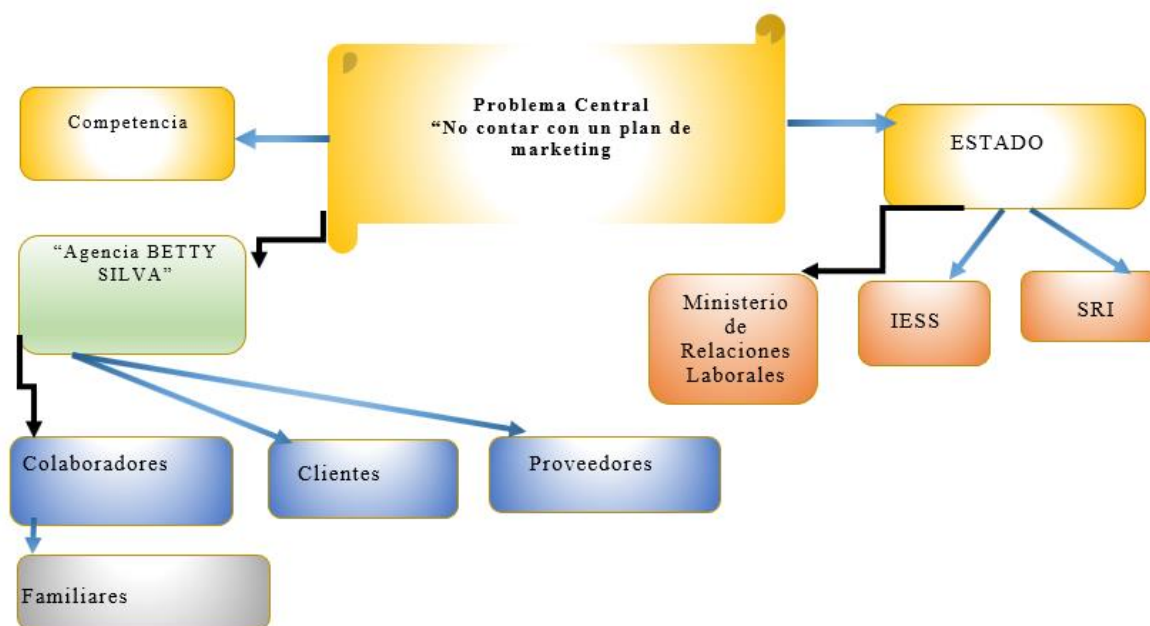 Problema Central
“No contar con un plan de
marketing
Competencia
ESTADO
“Agencia BETTY
SILVA”
Ministerio
de
Relaciones
Laborales
IESS
SRI
Colaboradores
Clientes
Proveedores
Familiares